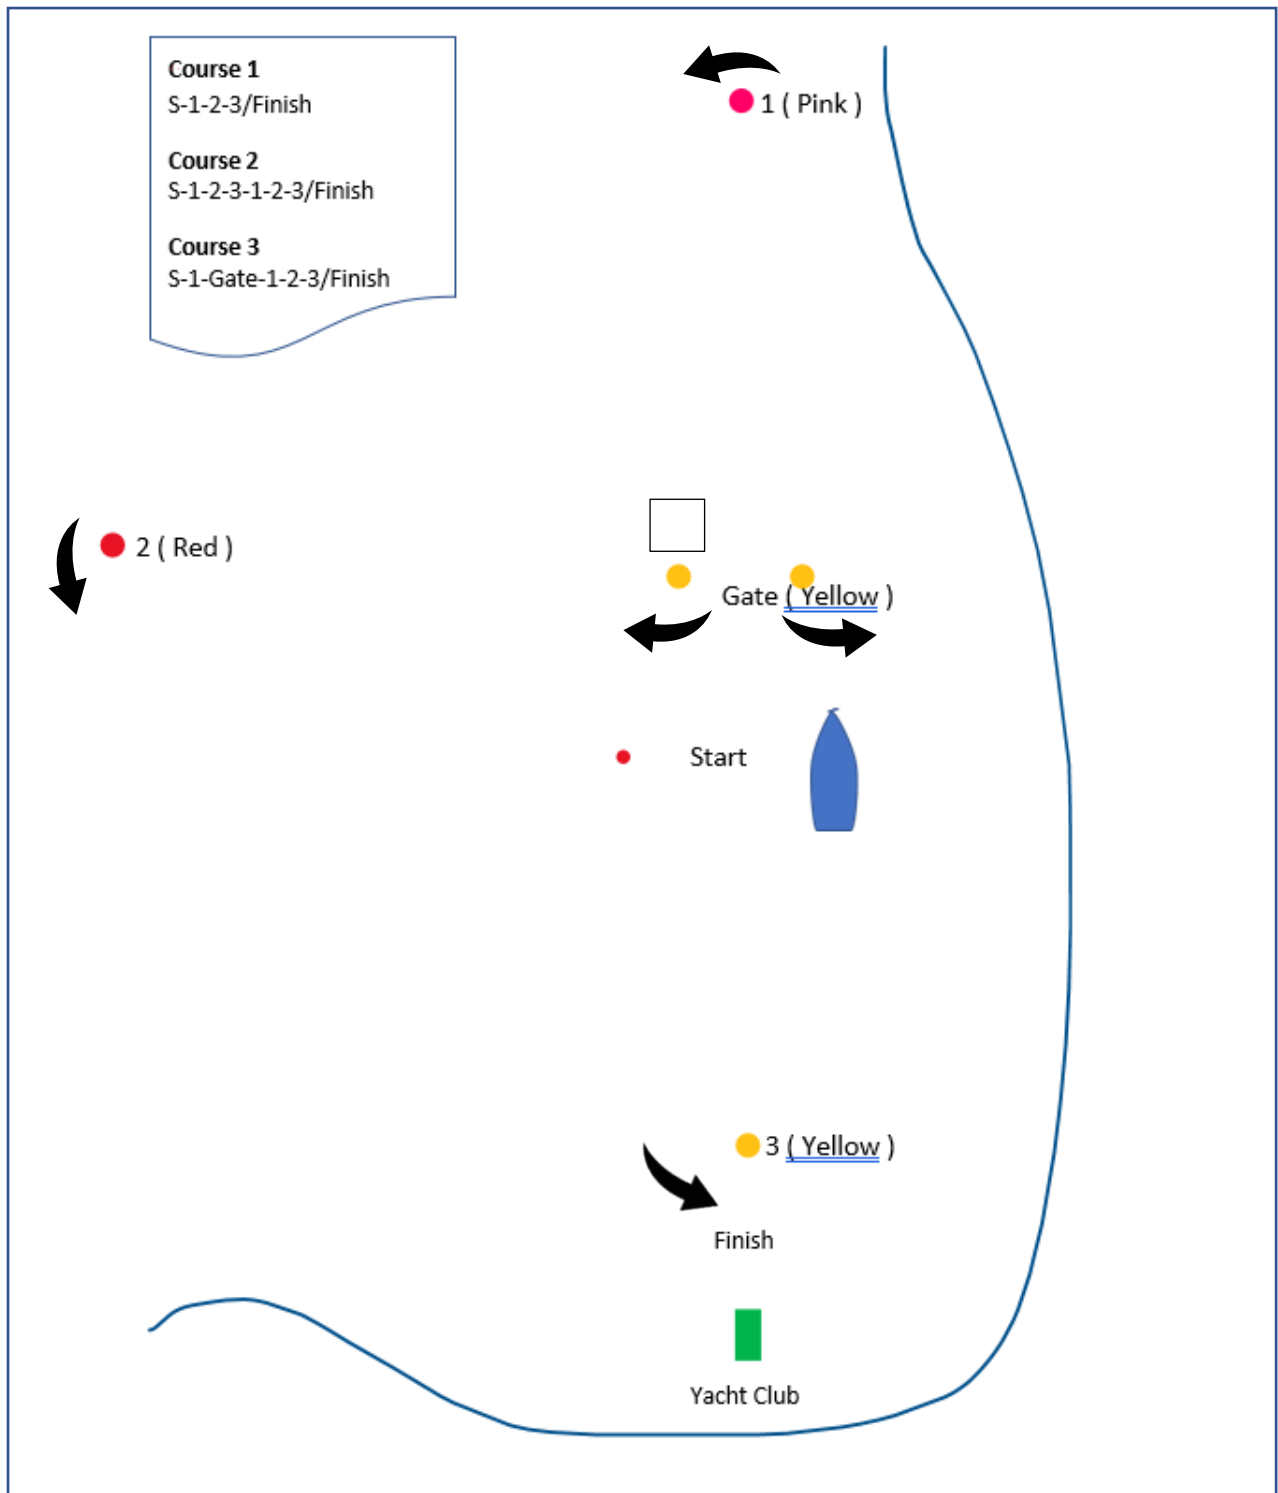 Course 1
S-1-2-3/Finish
Course 2
S-1-2-3-1-2-3/Finish
Course 3
S-1-Gate-1-2-3/Finish
1 ( Pink )
2 ( Red )
Gate ( Yellow )
Start
3 ( Yellow )
Finish
Yacht Club